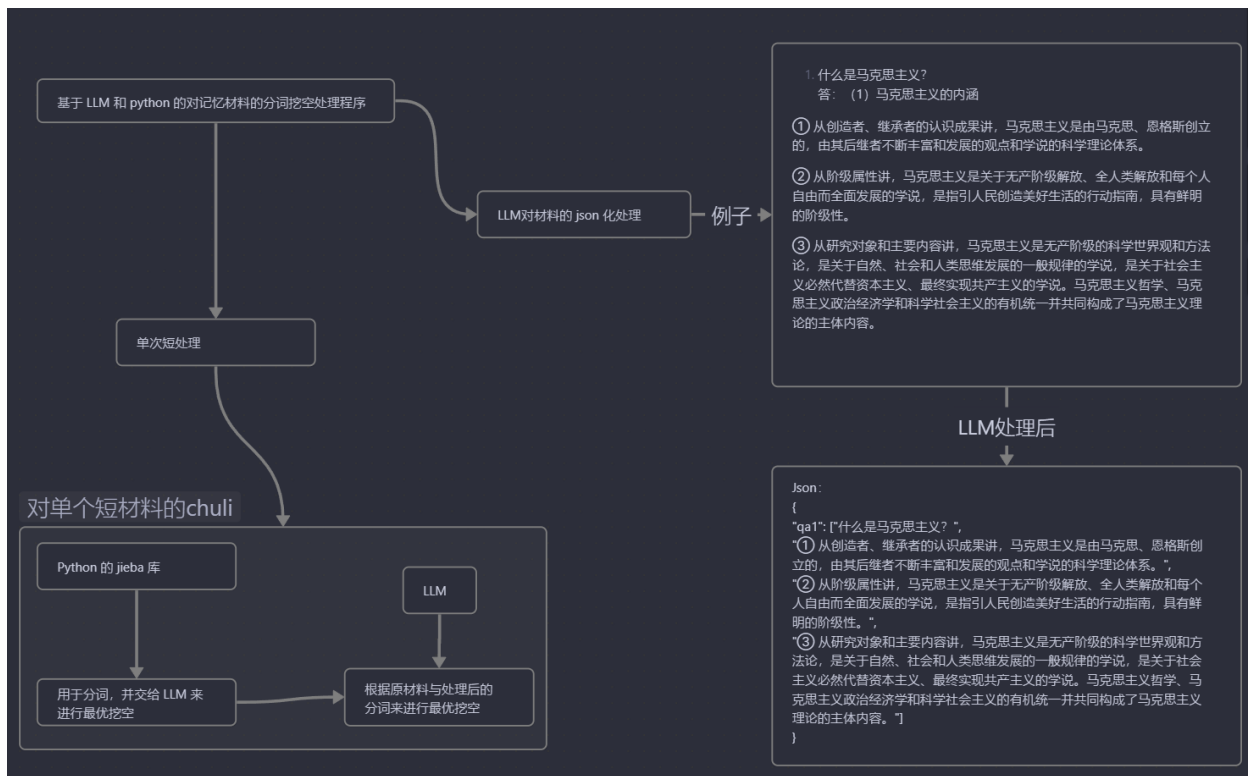 基于 LLM 和 python 的对记忆材料的分词挖空处理程序
LLM对材料的 json 化处理
例子
1. 什么是马克思主义？
答：（1）马克思主义的内涵
① 从创造者、继承者的认识成果讲，马克思主义是由马克思、恩格斯创立
的，由其后继者不断丰富和发展的观点和学说的科学理论体系。
② 从阶级属性讲，马克思主义是关于无产阶级解放、全人类解放和每个人
自由而全面发展的学说，是指引人民创造美好生活的行动指南，具有鲜明
的阶级性。
③ 从研究对象和主要内容讲，马克思主义是无产阶级的科学世界观和方法
论，是关于自然、社会和人类思维发展的一般规律的学说，是关于社会主
义必然代替资本主义、最终实现共产主义的学说。马克思主义哲学、马克
思主义政治经济学和科学社会主义的有机统一并共同构成了马克思主义理
论的主体内容。
LLM处理后
Json：
{
"qa1": ["什么是马克思主义？",
"① 从创造者、继承者的认识成果讲，马克思主义是由马克思、恩格斯创
立的，由其后继者不断丰富和发展的观点和学说的科学理论体系。",
"② 从阶级属性讲，马克思主义是关于无产阶级解放、全人类解放和每个
人自由而全面发展的学说，是指引人民创造美好生活的行动指南，具有鲜
明的阶级性。",
"③ 从研究对象和主要内容讲，马克思主义是无产阶级的科学世界观和方
法论，是关于自然、社会和人类思维发展的一般规律的学说，是关于社会
主义必然代替资本主义、最终实现共产主义的学说。马克思主义哲学、马
克思主义政治经济学和科学社会主义的有机统一并共同构成了马克思主义
理论的主体内容。"]
}
单次短处理
对单个短材料的chuli
Python 的 jieba 库
LLM
用于分词，并交给 LLM 来
进行最优挖空
根据原材料与处理后的
分词来进行最优挖空